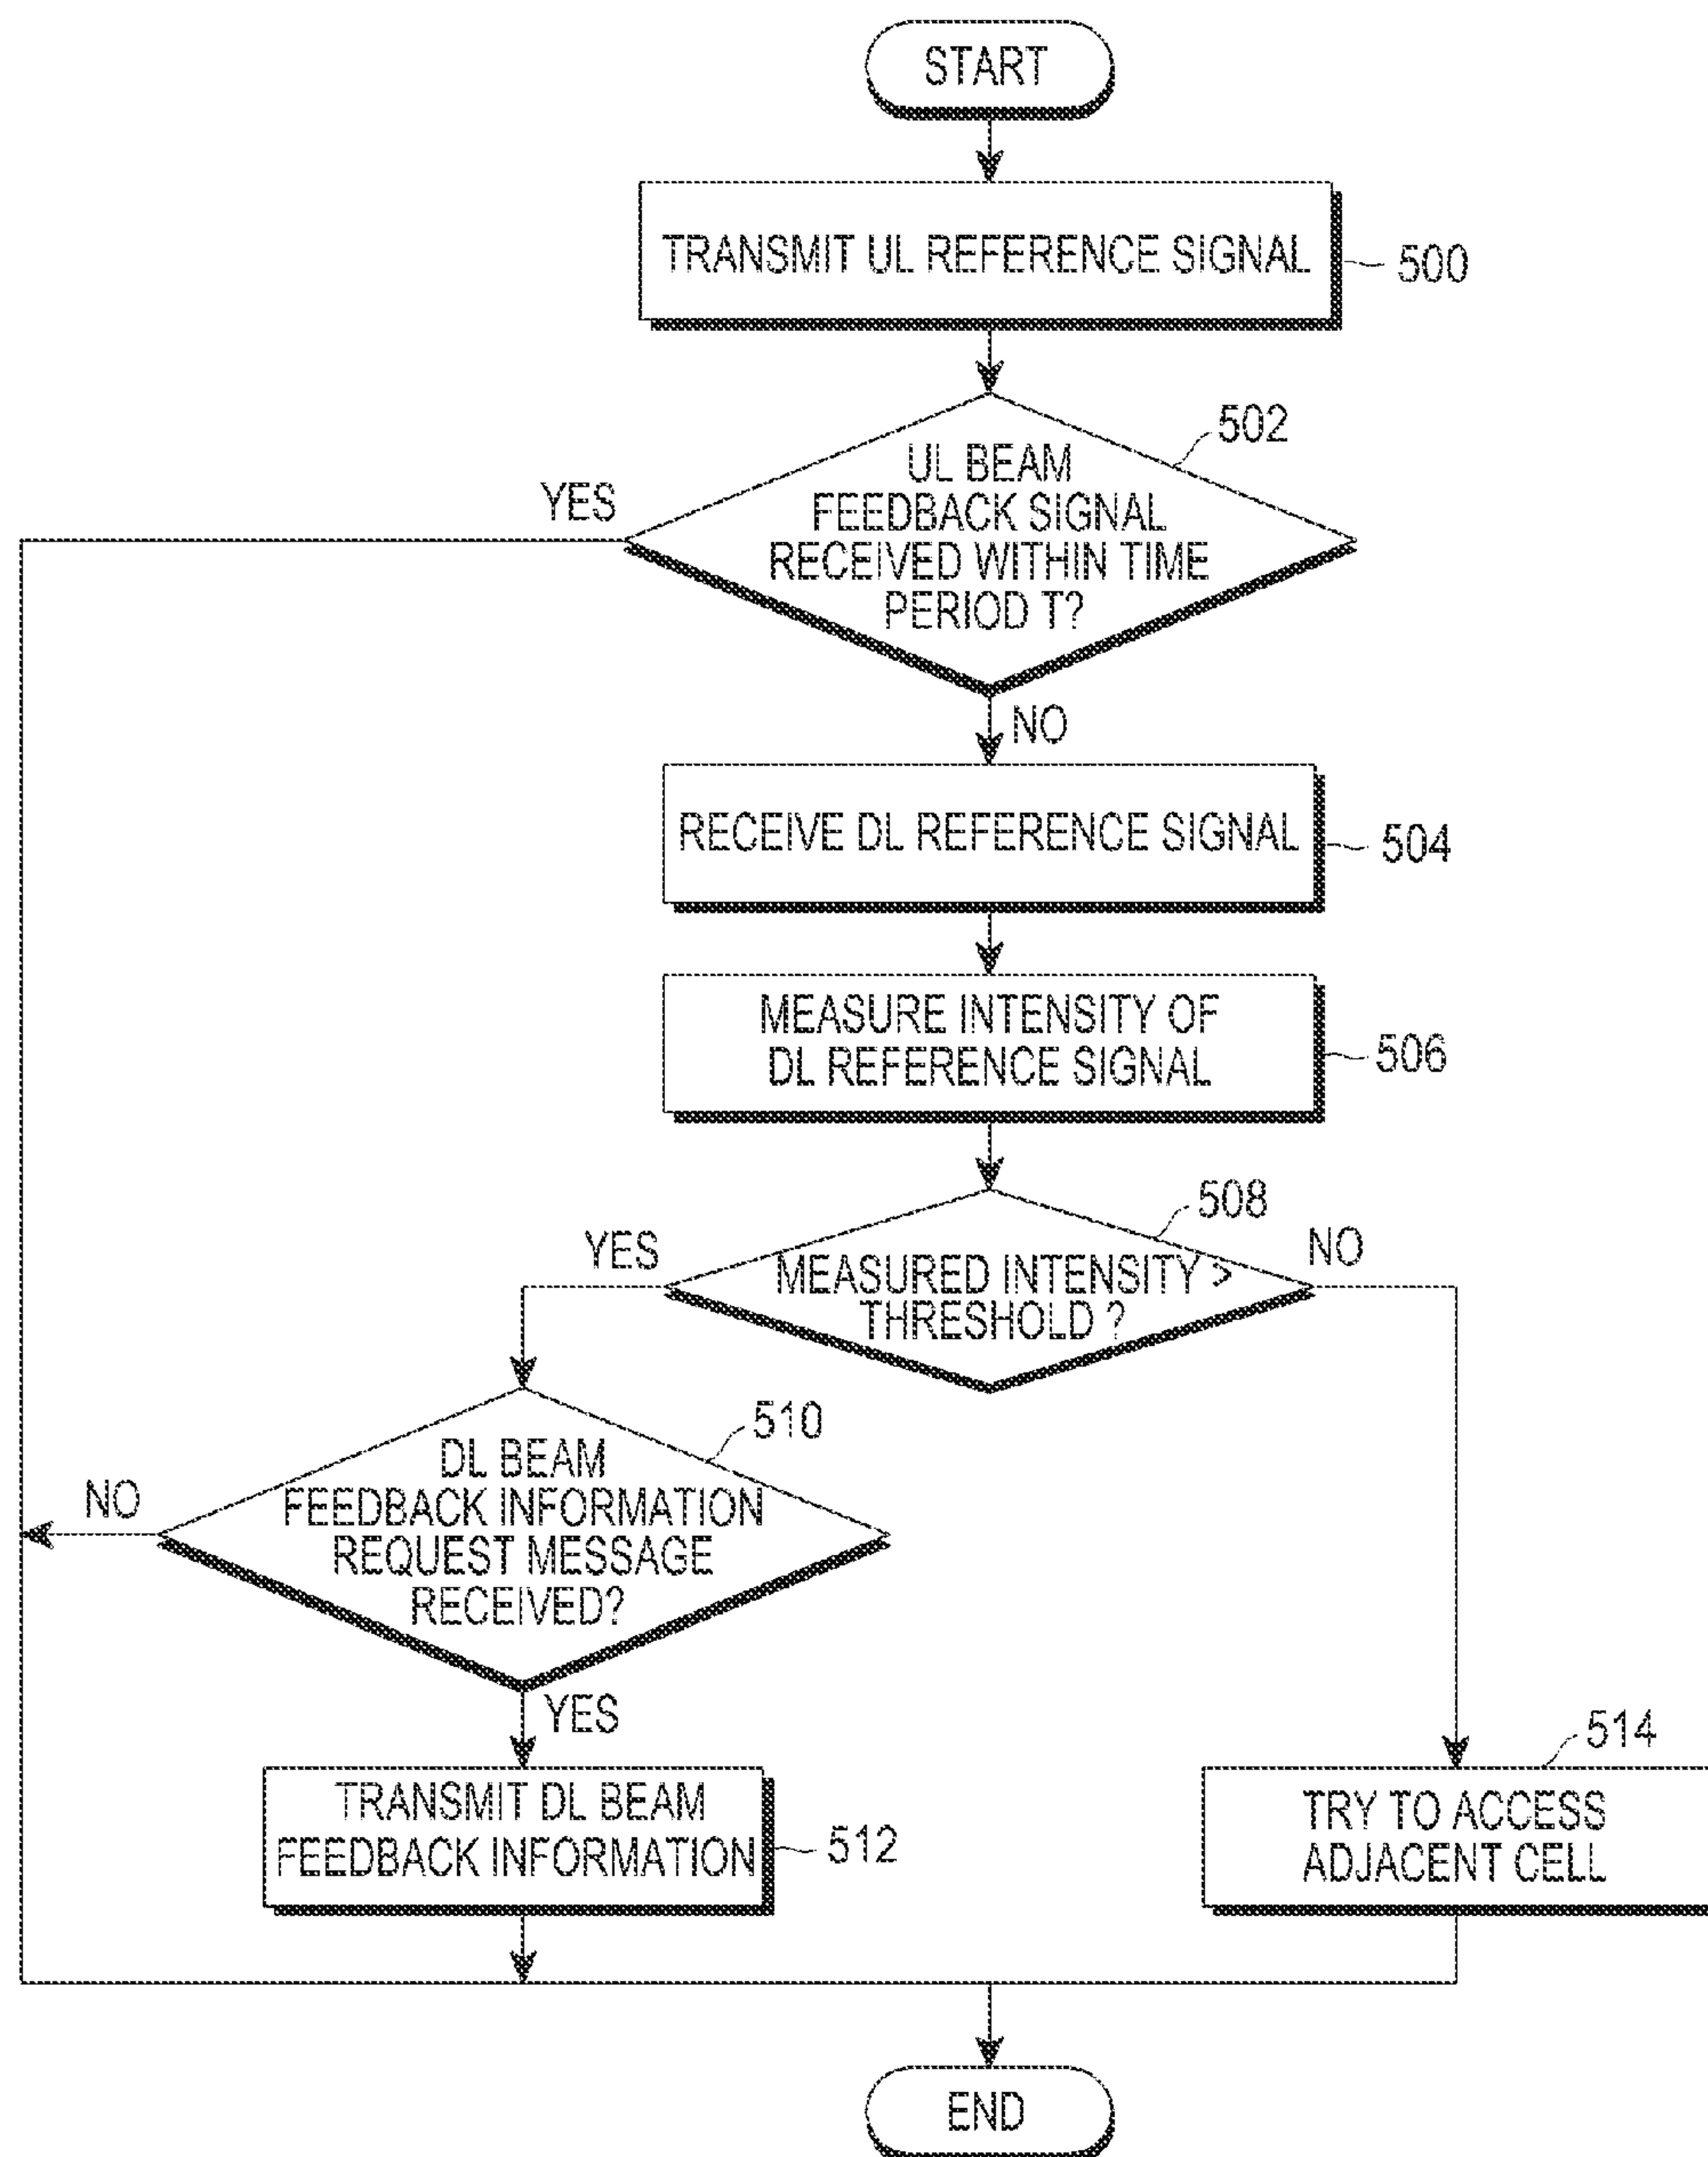 START
TRANSMIT UL REFERENCE SIGNAL
500
502
UL BEAM
FEEDBACK SIGNAL
RECEIVED WITHIN TIME
PERIOD T?
YES
NO
RECEIVE DL REFERENCE SIGNAL
504
MEASURE INTENSITY OF
DL REFERENCE SIGNAL
506
508
YES
NO
MEASURED INTENSITY >
THRESHOLD ?
510
DL BEAM
FEEDBACK INFORMATION
REQUEST MESSAGE
RECEIVED?
NO
YES
514
TRANSMIT DL BEAM
FEEDBACK INFORMATION
512
TRY TO ACCESS
ADJACENT CELL
END